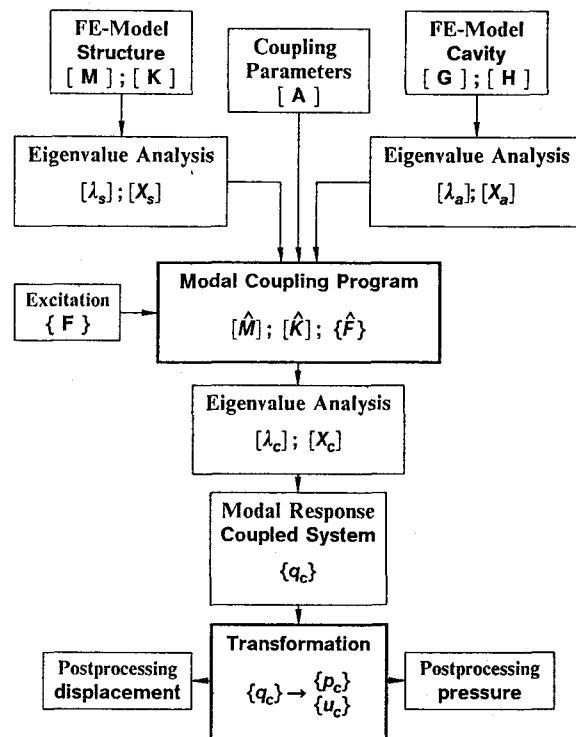 FE-Model
Structure
[ M ] ; [ K ]
Coupling
Parameters
[ A ]
FE-Model
Cavity
[ G ] ; [ H ]
Eigenvalue Analysis
[λs] ; [Xs]
Eigenvalue Analysis
[λa]; [Xa]
Modal Coupling Program
[M̂] ; [K̂] ; {F̂}
Excitation
{ F }
Eigenvalue Analysis
[λc] ; [Xc]
Modal Response
Coupled System
{qc}
Transformation
{qc} → {pc}
{uc}
Postprocessing
displacement
Postprocessing
pressure